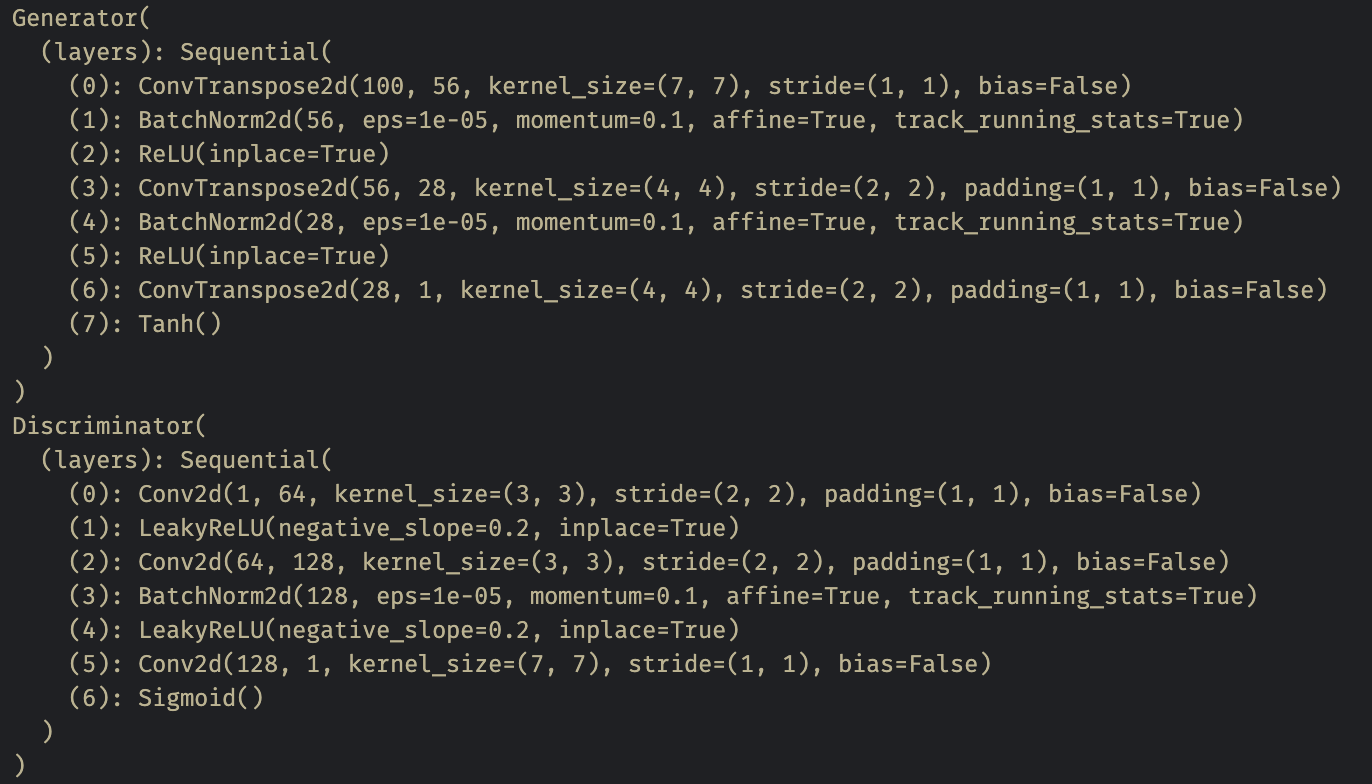 Generator(
  (layers): Sequential(
    (0): ConvTranspose2d(100, 56, kernel_size=(7, 7), stride=(1, 1), bias=False)
    (1): BatchNorm2d(56, eps=1e-05, momentum=0.1, affine=True, track_running_stats=True)
    (2): ReLU(inplace=True)
    (3): ConvTranspose2d(56, 28, kernel_size=(4, 4), stride=(2, 2), padding=(1, 1), bias=False)
    (4): BatchNorm2d(28, eps=1e-05, momentum=0.1, affine=True, track_running_stats=True)
    (5): ReLU(inplace=True)
    (6): ConvTranspose2d(28, 1, kernel_size=(4, 4), stride=(2, 2), padding=(1, 1), bias=False)
    (7): Tanh()
  )
)
Discriminator(
  (layers): Sequential(
    (0): Conv2d(1, 64, kernel_size=(3, 3), stride=(2, 2), padding=(1, 1), bias=False)
    (1): LeakyReLU(negative_slope=0.2, inplace=True)
    (2): Conv2d(64, 128, kernel_size=(3, 3), stride=(2, 2), padding=(1, 1), bias=False)
    (3): BatchNorm2d(128, eps=1e-05, momentum=0.1, affine=True, track_running_stats=True)
    (4): LeakyReLU(negative_slope=0.2, inplace=True)
    (5): Conv2d(128, 1, kernel_size=(7, 7), stride=(1, 1), bias=False)
    (6): Sigmoid()
  )
)